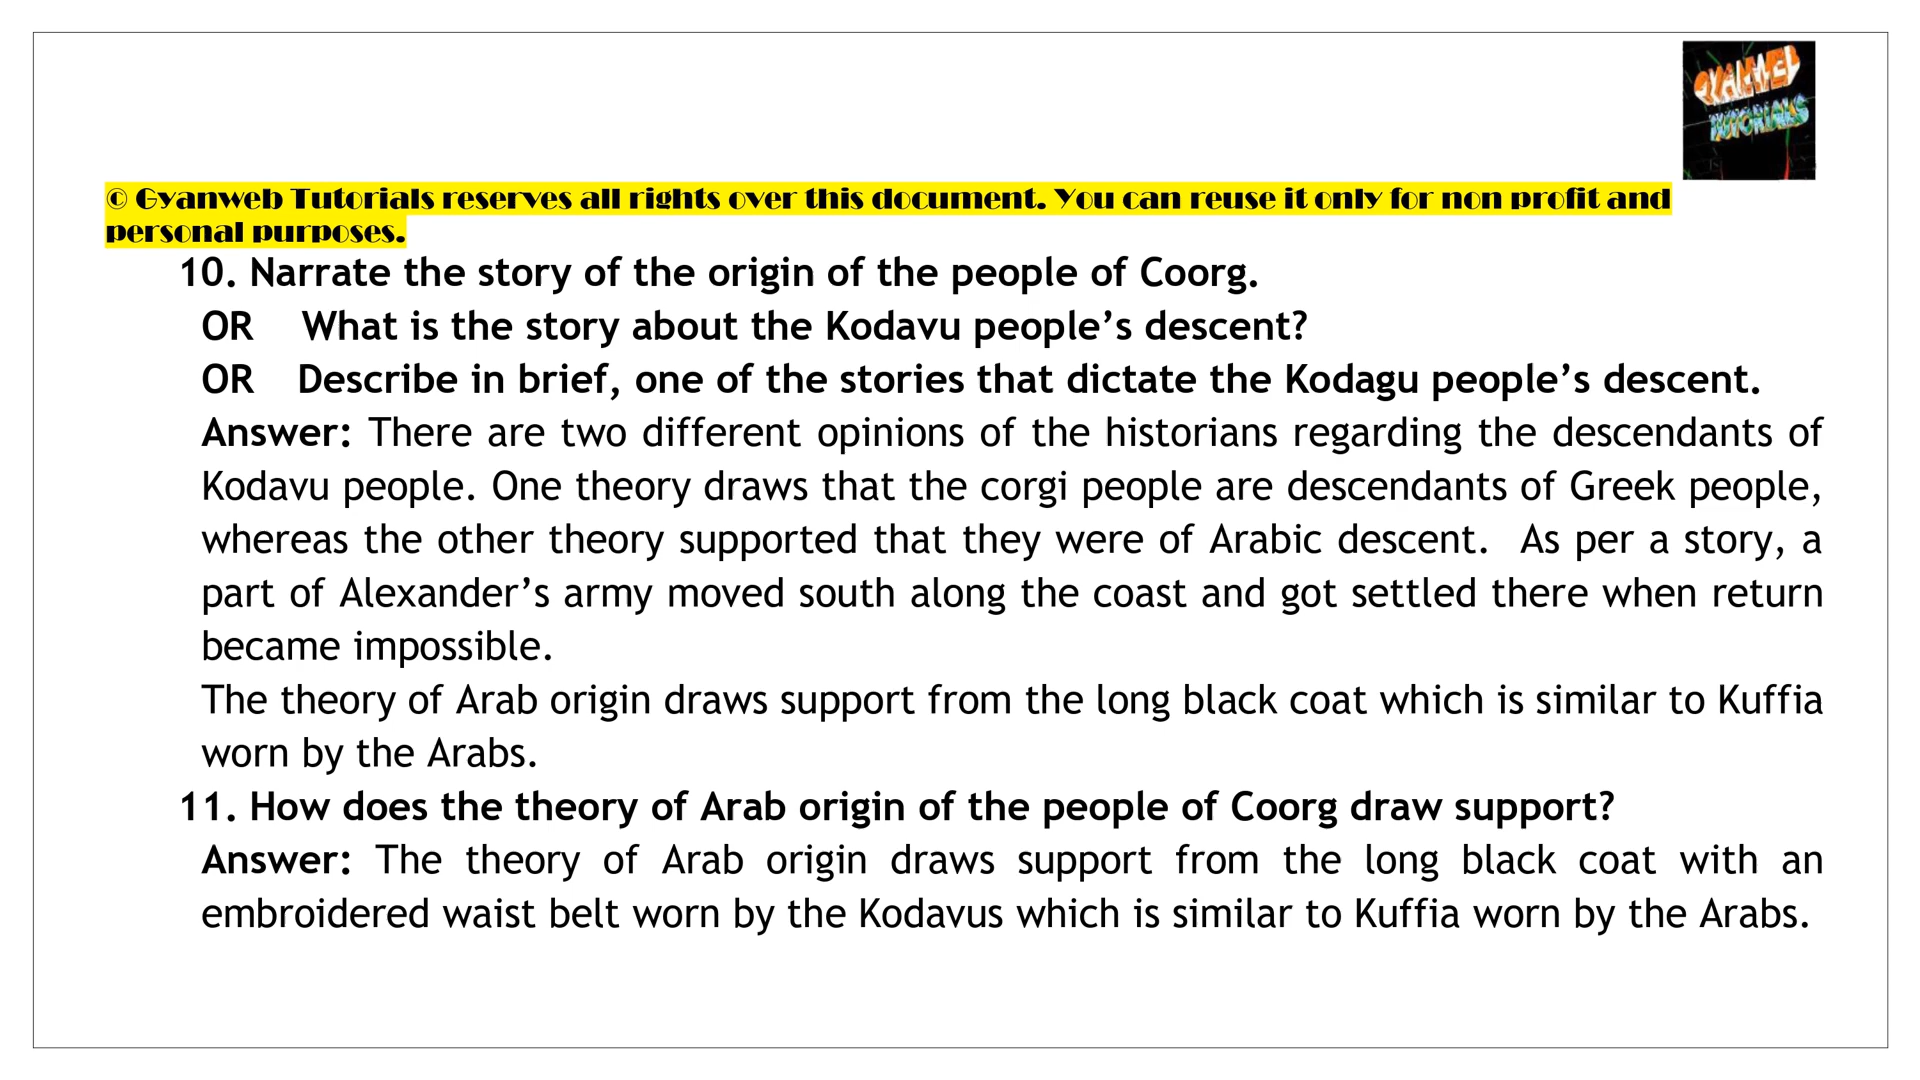 GYANWEB
TUTORIALS
© Gyanweb Tutorials reserves all rights over this document. You can reuse it only for non profit and
personal purposes.
10. Narrate the story of the origin of the people of Coorg.
OR What is the story about the Kodavu people’s descent?
OR Describe in brief, one of the stories that dictate the Kodagu people’s descent.
Answer: There are two different opinions of the historians regarding the descendants of
Kodavu people. One theory draws that the corgi people are descendants of Greek people,
whereas the other theory supported that they were of Arabic descent. As per a story, a
part of Alexander’s army moved south along the coast and got settled there when return
became impossible.
The theory of Arab origin draws support from the long black coat which is similar to Kuffia
worn by the Arabs.
11. How does the theory of Arab origin of the people of Coorg draw support?
Answer: The theory of Arab origin draws support from the long black coat with an
embroidered waist belt worn by the Kodavus which is similar to Kuffia worn by the Arabs.